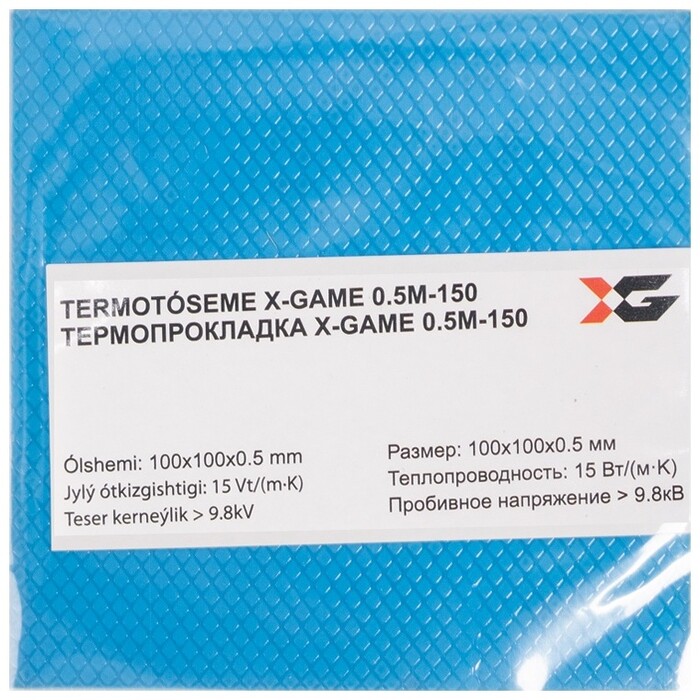 TERMOTÓSEME X-GAME 0.5M-150
ТЕРМОПРОКЛАДКА X-GAME 0.5M-150
XG
Ólshemi: 100x100x0.5 mm
Jylý ótkizgishtigi: 15 Vt/(m·K)
Teser kerneýlik > 9.8kV
Размер: 100x100x0.5 мм
Теплопроводность: 15 Вт/(м·K)
Пробивное напряжение > 9.8кВ